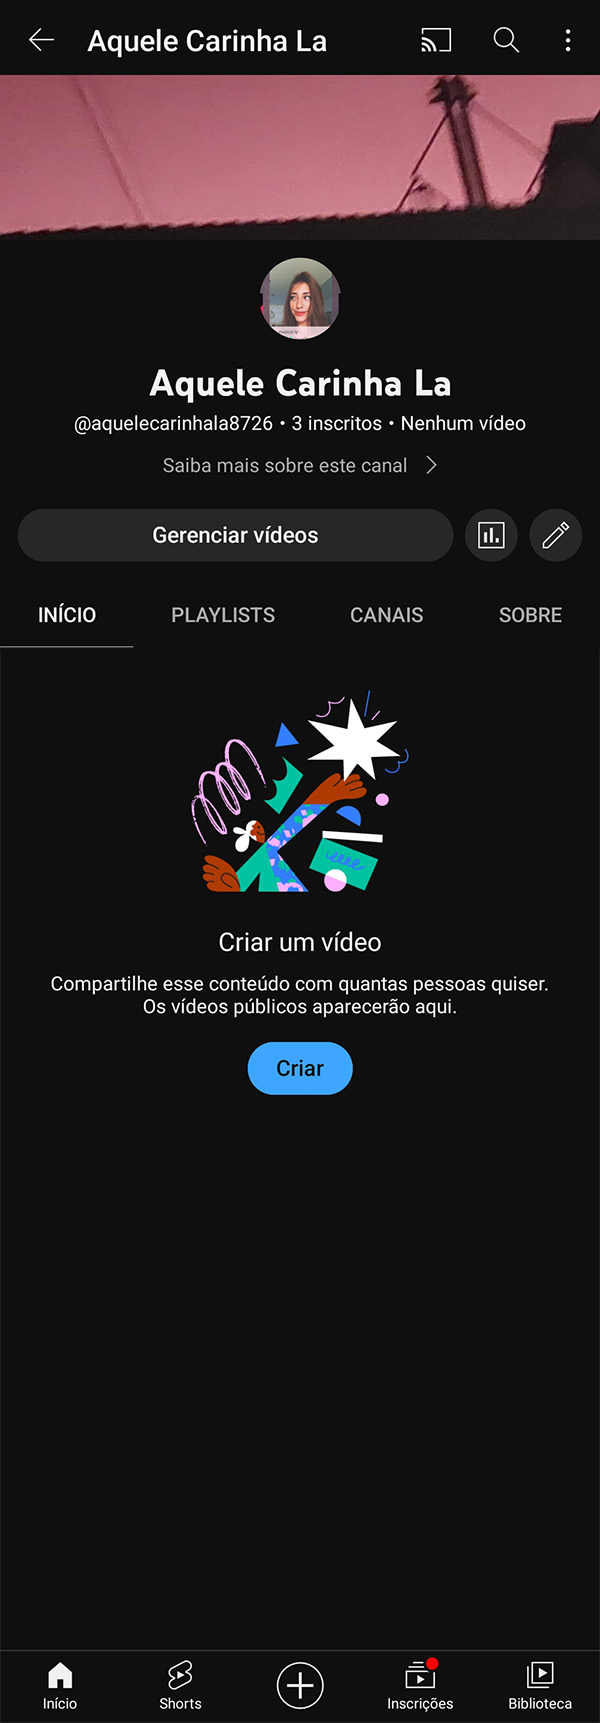 Aquele Carinha La
Aquele Carinha La
@aquelecarinhala8726 • 3 inscritos • Nenhum vídeo
Saiba mais sobre este canal
Gerenciar vídeos
INÍCIO PLAYLISTS CANAIS SOBRE
Criar um vídeo
Compartilhe esse conteúdo com quantas pessoas quiser.
Os vídeos públicos aparecerão aqui.
Criar
Início Shorts Inscrições Biblioteca